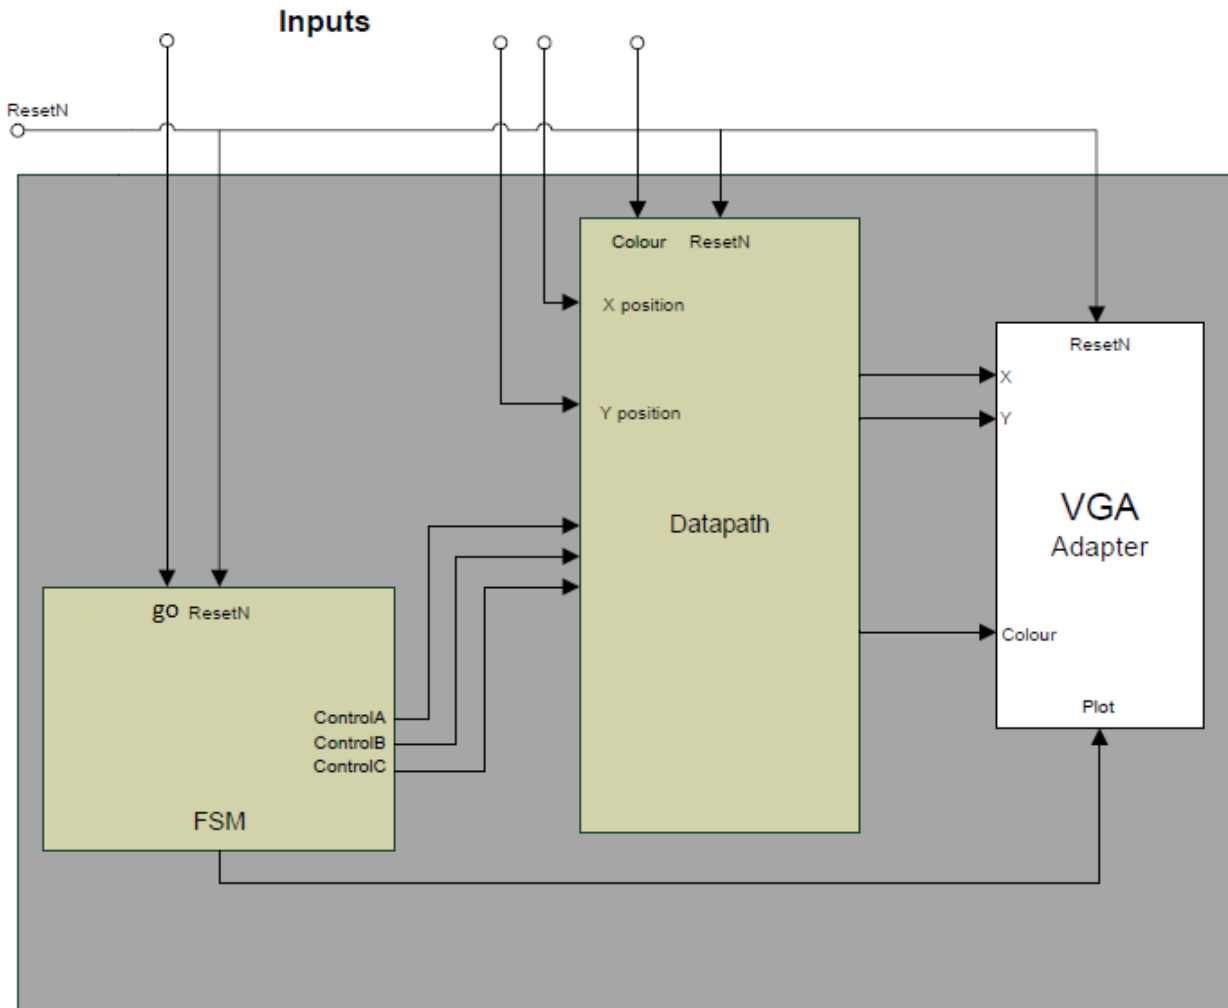 Inputs
ResetN
Colour ResetN
X position
Y position
Datapath
ResetN
X
Y
VGA
Adapter
Colour
Plot
go ResetN
ControlA
ControlB
ControlC
FSM